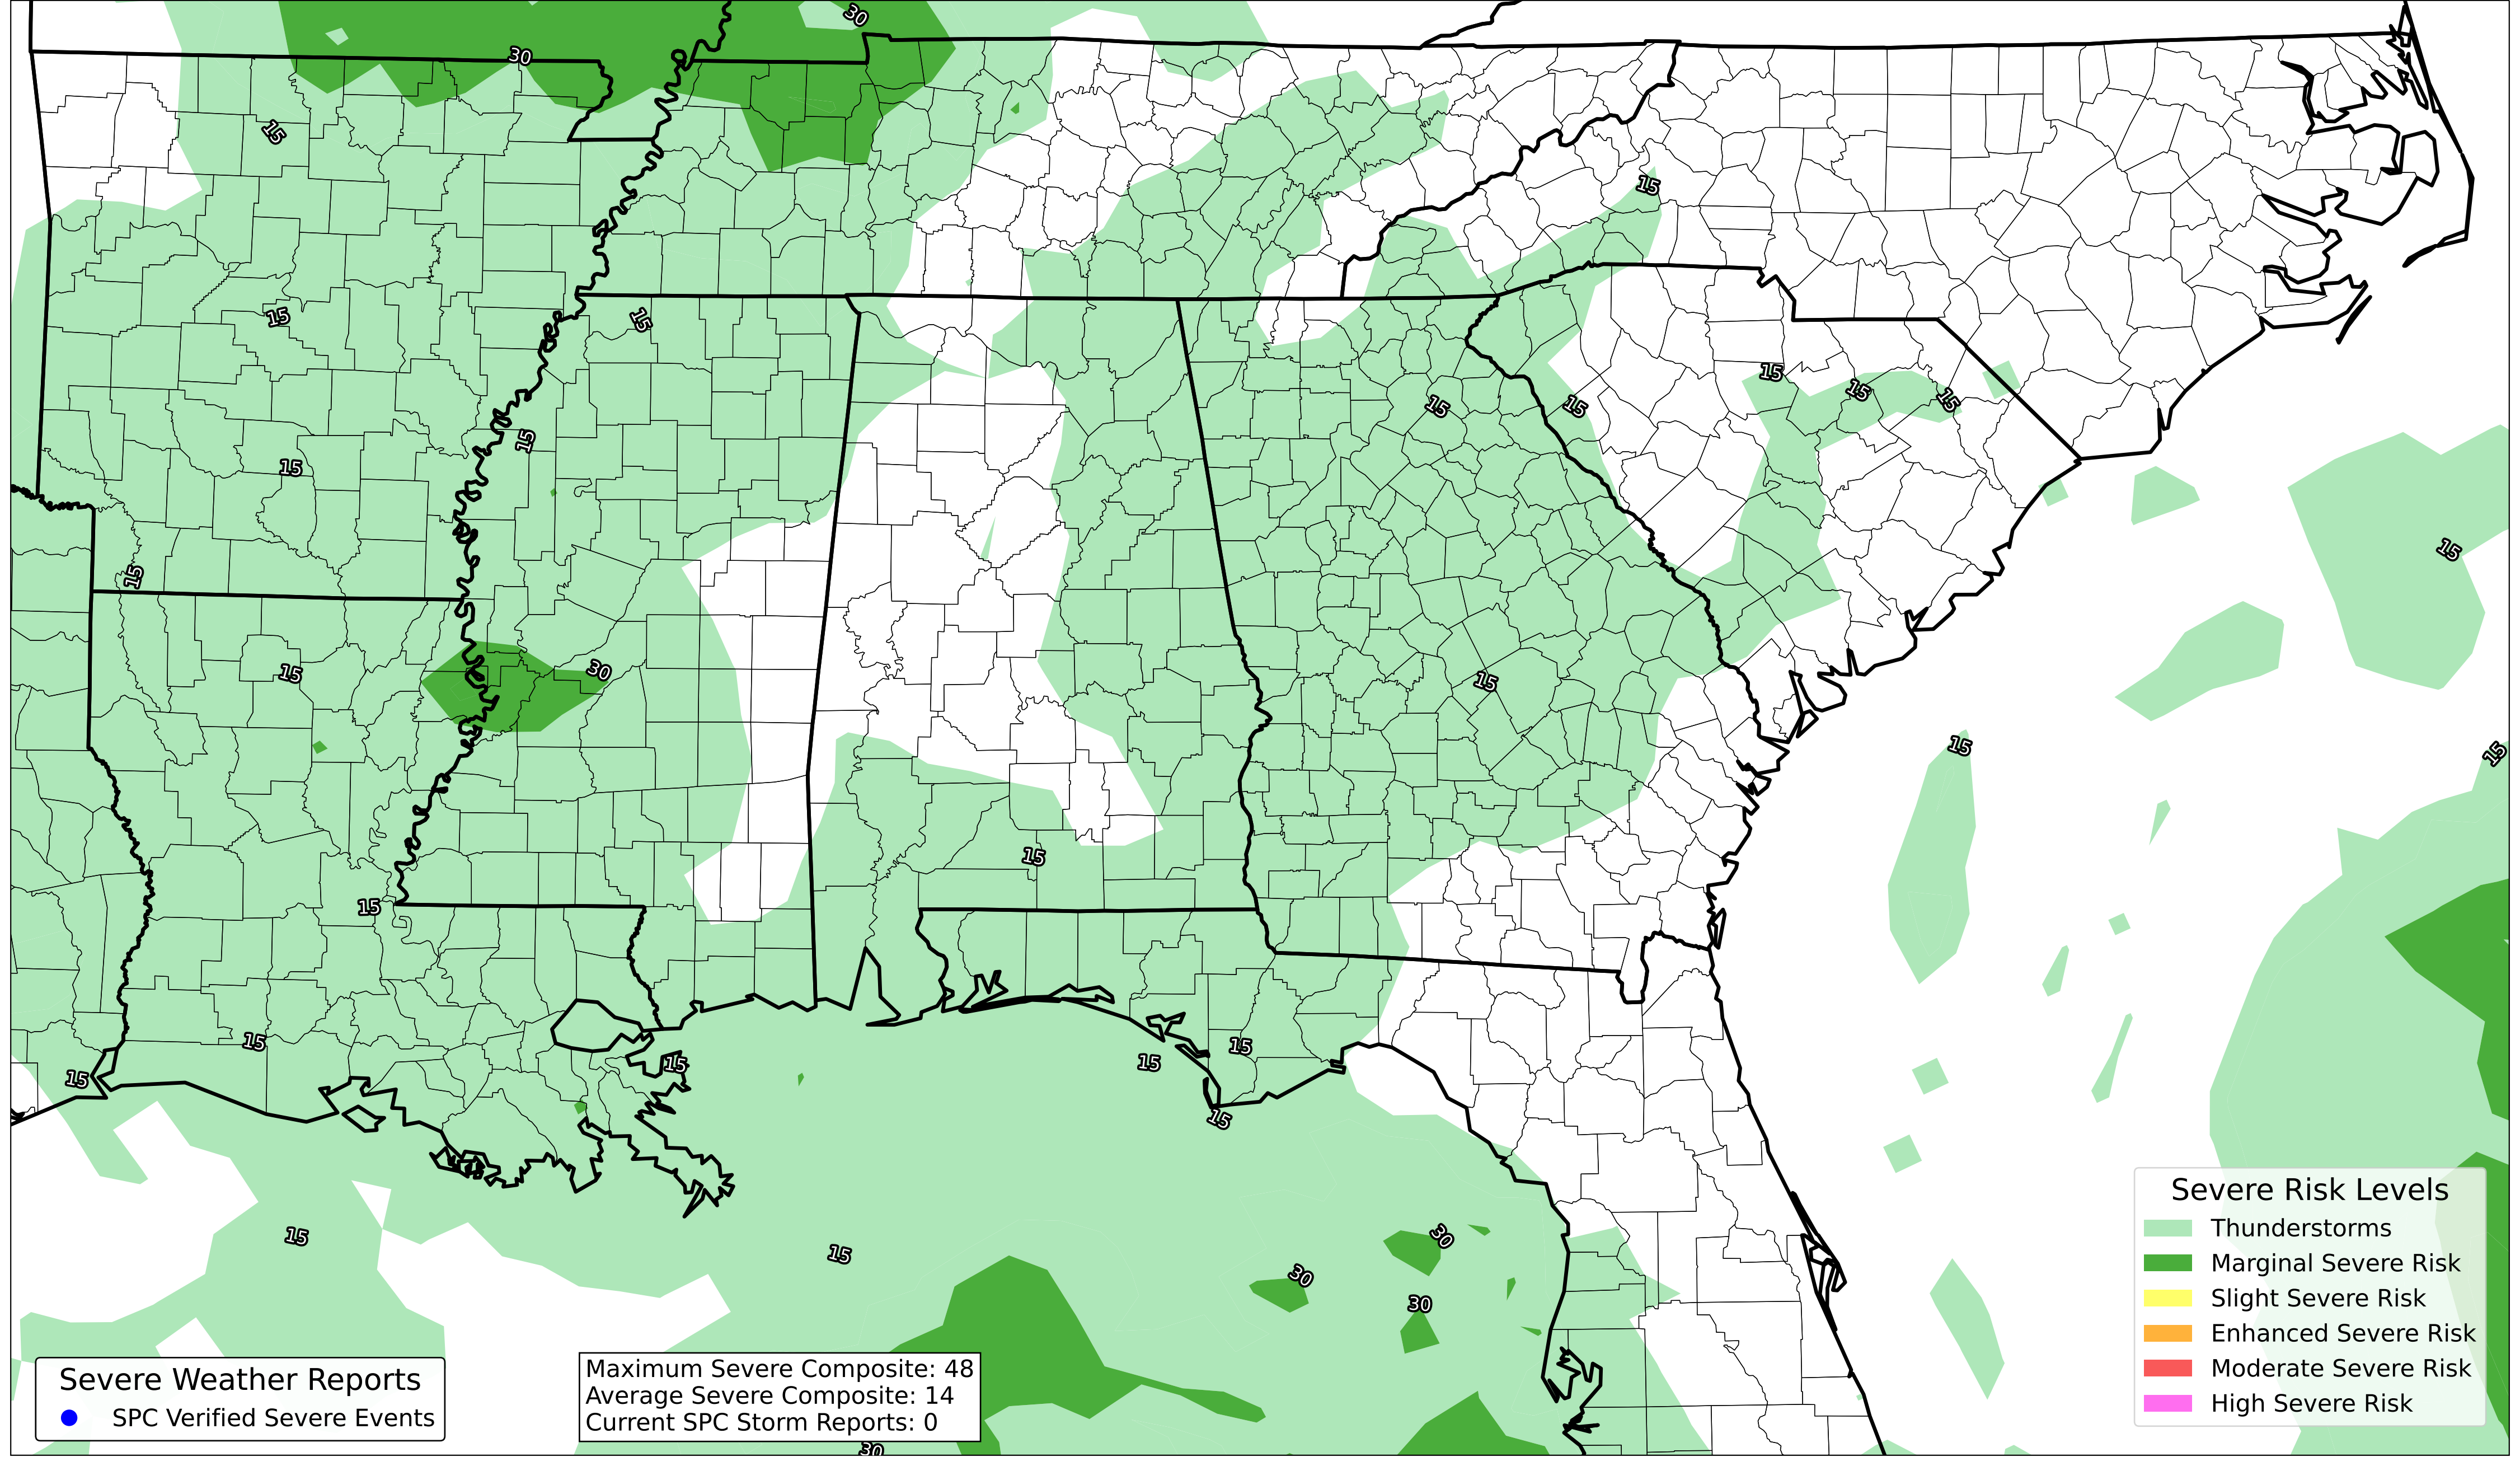 30
30
15
15
15
15
15
15
15
15
15
15
15
15
15
15
30
15
15
15
15
15
15
15
15
15
15
15
15
15
30
15
30
30
30
Severe Risk Levels
Thunderstorms
Marginal Severe Risk
Slight Severe Risk
Enhanced Severe Risk
Moderate Severe Risk
High Severe Risk
Severe Weather Reports
SPC Verified Severe Events
Maximum Severe Composite: 48
Average Severe Composite: 14
Current SPC Storm Reports: 0